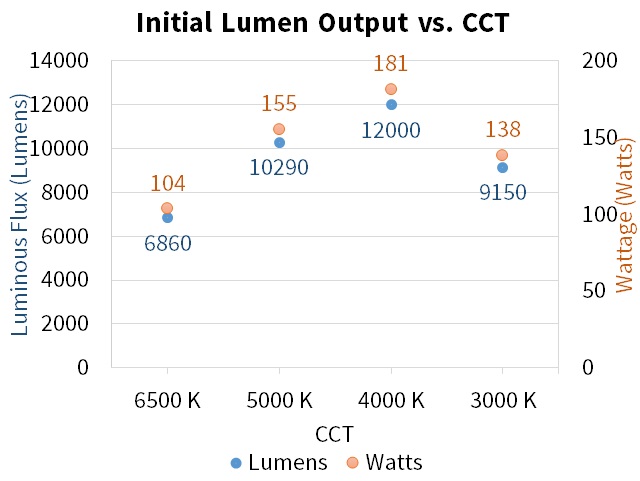 Initial Lumen Output vs. CCT
14000
12000
10000
8000
6000
4000
2000
0
Luminous Flux (Lumens)
200
150
100
50
0
Wattage (Watts)
104
155
181
138
6860
10290
12000
9150
6500 K
5000 K
4000 K
3000 K
CCT
Lumens
Watts